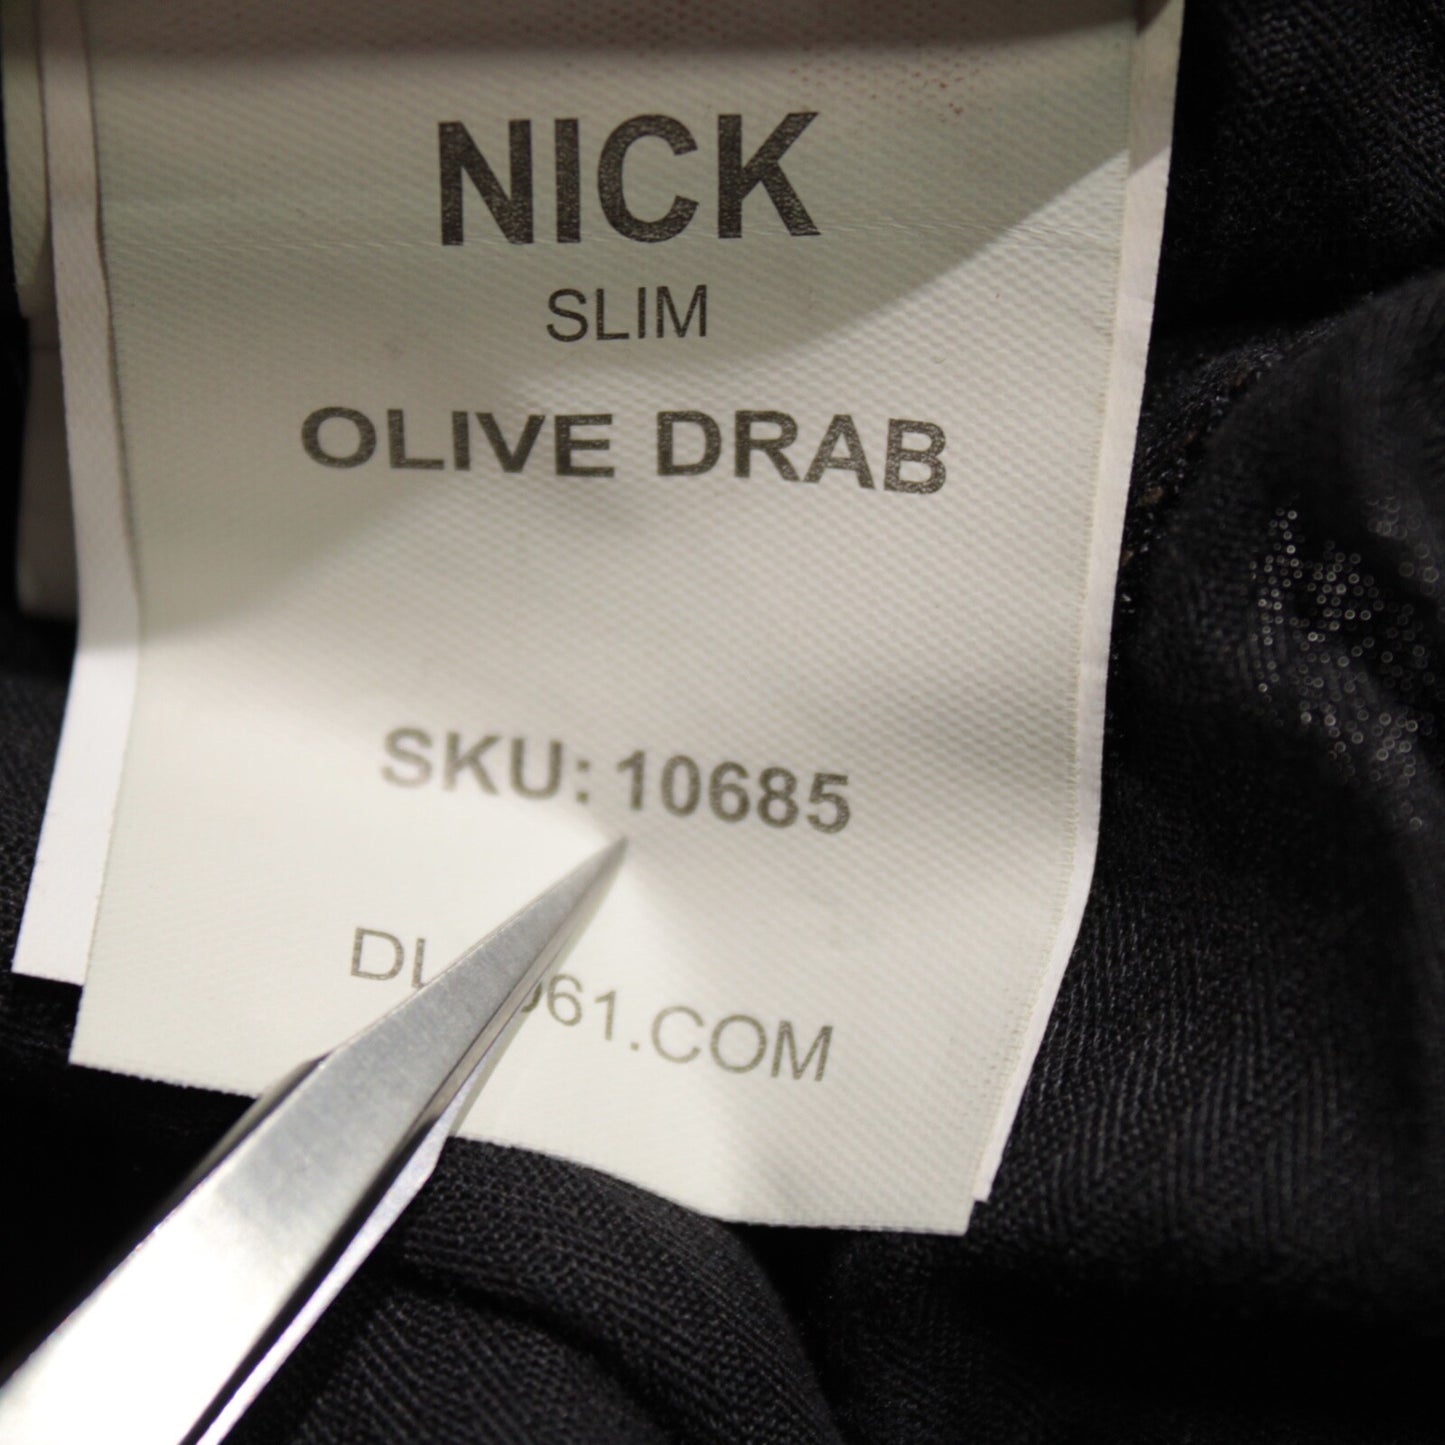 NICK
SLIM
OLIVE DRAB
SKU: 10685